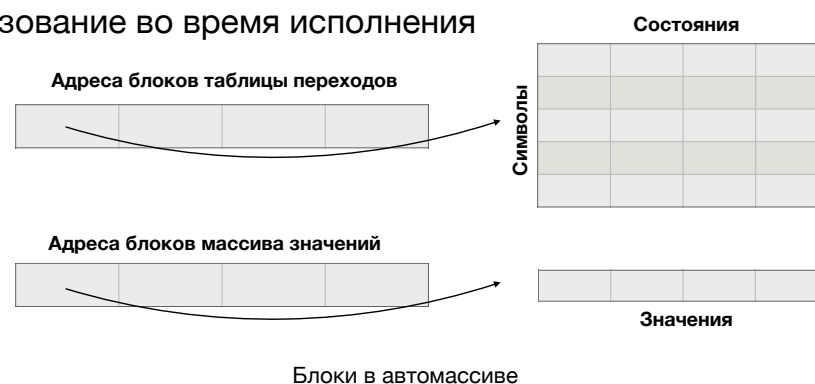 зование во время исполнения
Состояния
Адреса блоков таблицы переходов
Символы
Адреса блоков массива значений
Значения
Блоки в автомассиве